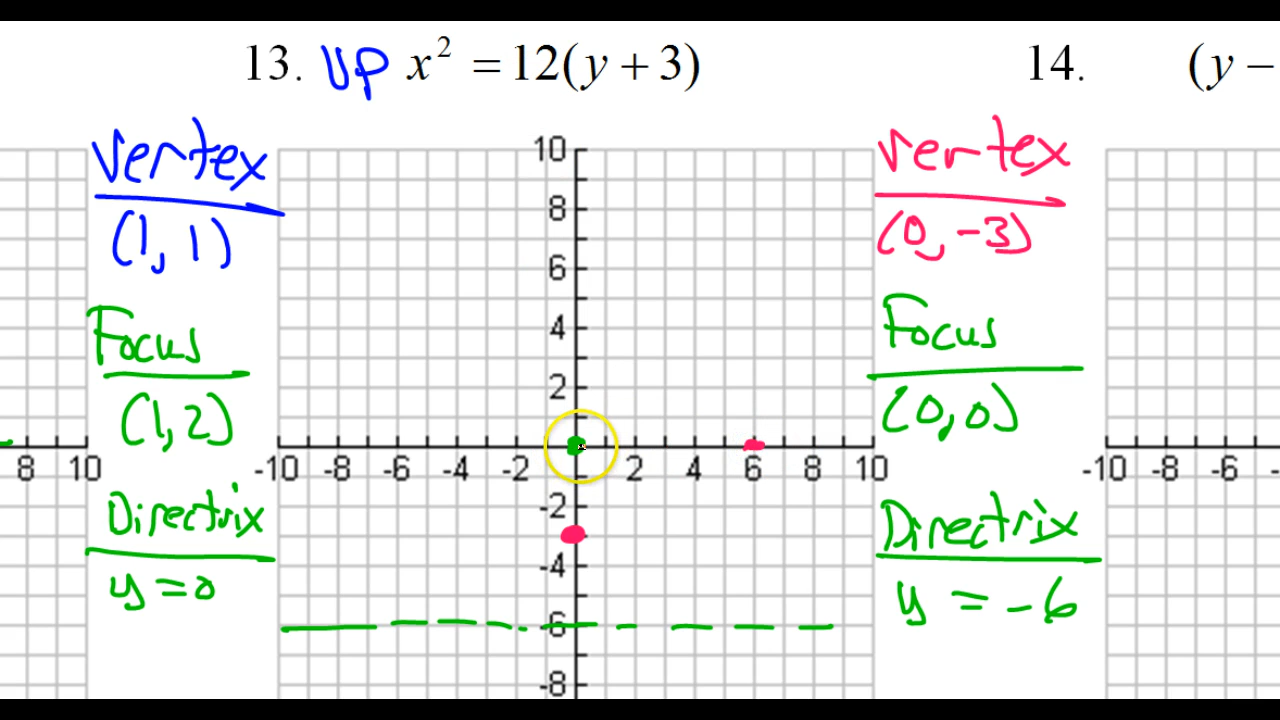 13. UP x² = 12(y + 3)
14. (y −
Vertex
(1, 1)
Focus
(1, 2)
Directrix
y = 0
8 10
10
8
6
4
2
-10 -8 -6 -4 -2 2 4 6 8 10
-2
-4
-6
-8
Vertex
(0, -3)
Focus
(0, 0)
Directrix
y = -6
-10 -8 -6